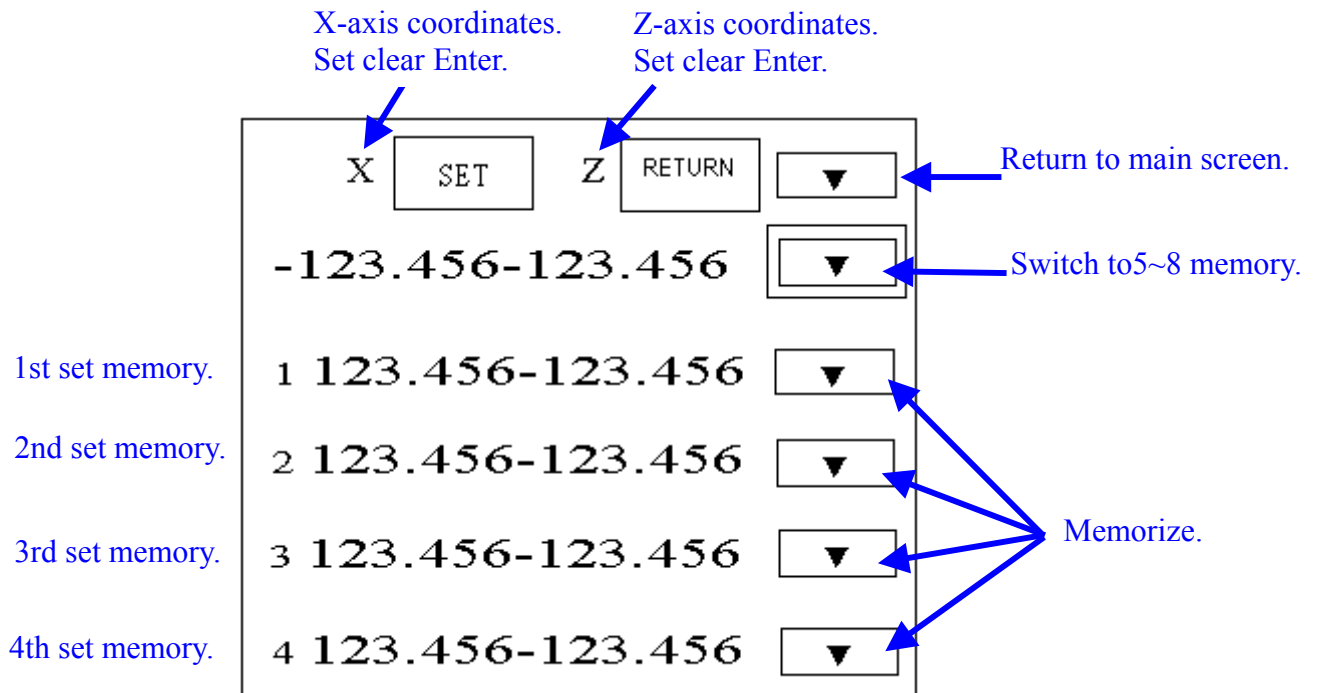 X-axis coordinates.
Set clear Enter.
Z-axis coordinates.
Set clear Enter.
X SET Z RETURN ▼
Return to main screen.
-123.456-123.456 ▼
Switch to5~8 memory.
1st set memory.
1 123.456-123.456 ▼
2nd set memory.
2 123.456-123.456 ▼
3rd set memory.
3 123.456-123.456 ▼
Memorize.
4th set memory.
4 123.456-123.456 ▼